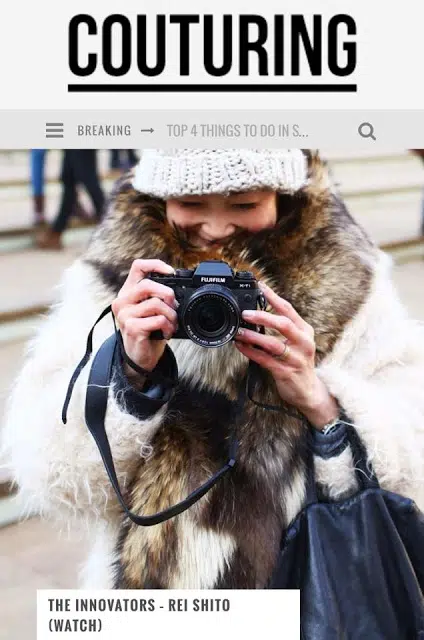 COUTURING
BREAKING → TOP 4 THINGS TO DO IN S...
FUJIFILM
X-T1
THE INNOVATORS - REI SHITO
(WATCH)